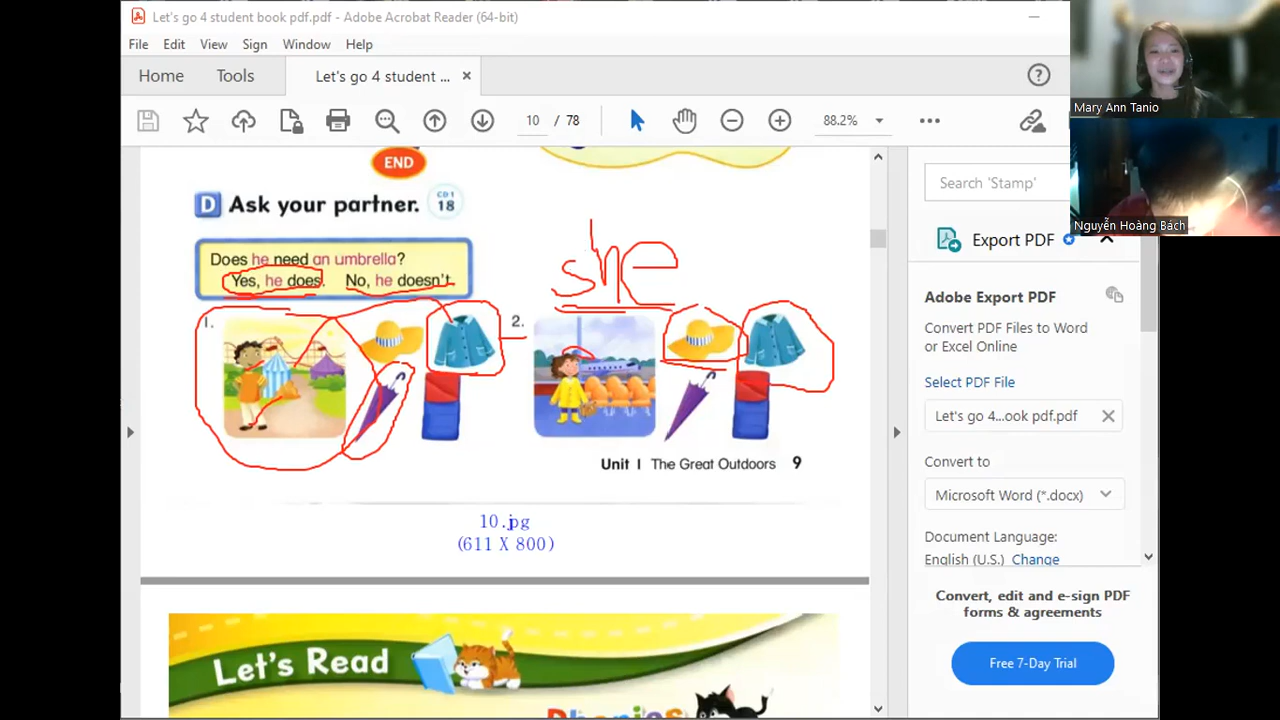 Let's go 4 student book pdf.pdf - Adobe Acrobat Reader (64-bit)
File Edit View Sign Window Help
Home Tools Let's go 4 student ... ×
10 / 78 88.2%
Search 'Stamp'
Mary Ann Tanio
Nguyễn Hoàng Bách
END
D Ask your partner. CD1 18
Does he need an umbrella?
Yes, he does. No, he doesn't.
she
1.
2.
Unit 1 The Great Outdoors 9
10.jpg
(611 X 800)
Let's Read
Phonics
Export PDF
Adobe Export PDF
Convert PDF Files to Word
or Excel Online
Select PDF File
Let's go 4...ook pdf.pdf
Convert to
Microsoft Word (*.docx)
Document Language:
English (U.S.) Change
Convert, edit and e-sign PDF
forms & agreements
Free 7-Day Trial